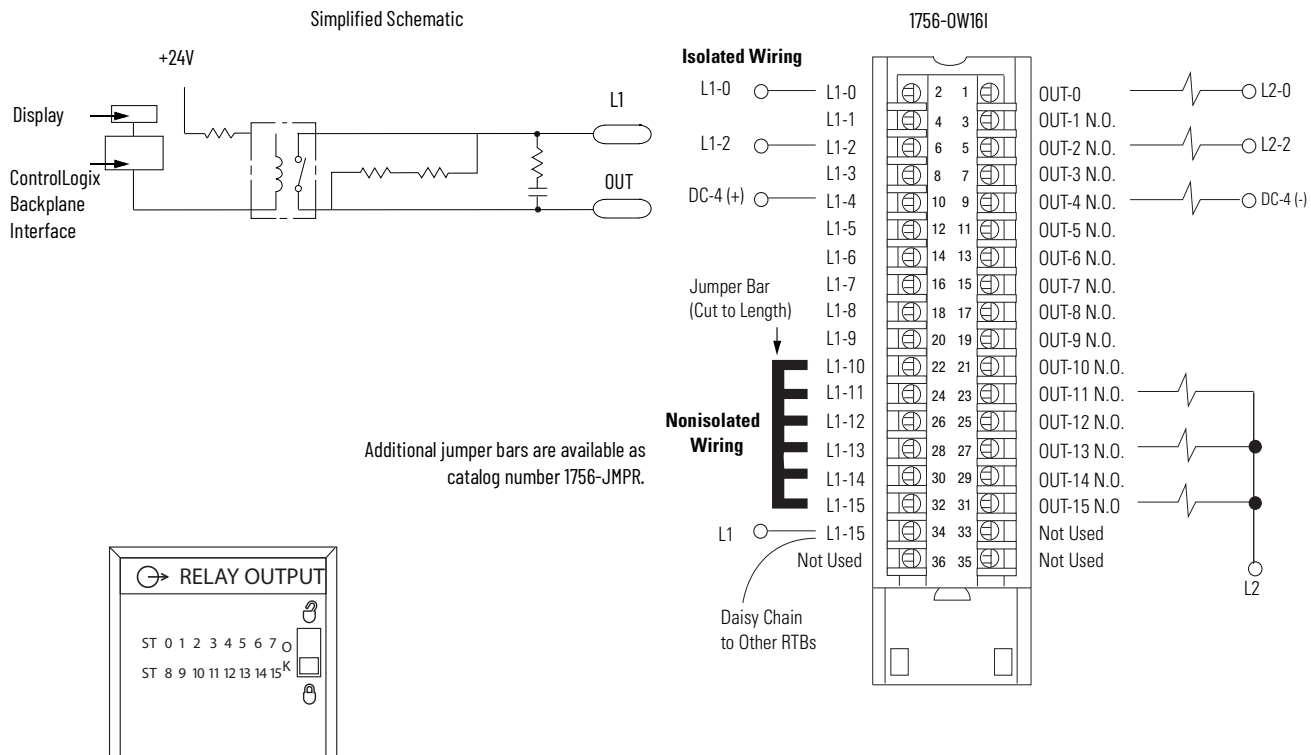 Simplified Schematic
+24V
Display
ControlLogix
Backplane
Interface
L1
OUT
1756-OW16I
Isolated Wiring
L1-0 L1-0 2 1 OUT-0 L2-0
L1-1 4 3 OUT-1 N.O.
L1-2 L1-2 6 5 OUT-2 N.O. L2-2
L1-3 8 7 OUT-3 N.O.
DC-4 (+) L1-4 10 9 OUT-4 N.O. DC-4 (-)
L1-5 12 11 OUT-5 N.O.
L1-6 14 13 OUT-6 N.O.
L1-7 16 15 OUT-7 N.O.
L1-8 18 17 OUT-8 N.O.
L1-9 20 19 OUT-9 N.O.
L1-10 22 21 OUT-10 N.O.
L1-11 24 23 OUT-11 N.O.
L1-12 26 25 OUT-12 N.O.
L1-13 28 27 OUT-13 N.O.
L1-14 30 29 OUT-14 N.O.
L1-15 32 31 OUT-15 N.O
L1 L1-15 34 33 Not Used
Not Used 36 35 Not Used
L2
Jumper Bar
(Cut to Length)
Nonisolated
Wiring
Daisy Chain
to Other RTBs
Additional jumper bars are available as
catalog number 1756-JMPR.
RELAY OUTPUT
ST 0 1 2 3 4 5 6 7 O
ST 8 9 10 11 12 13 14 15 K